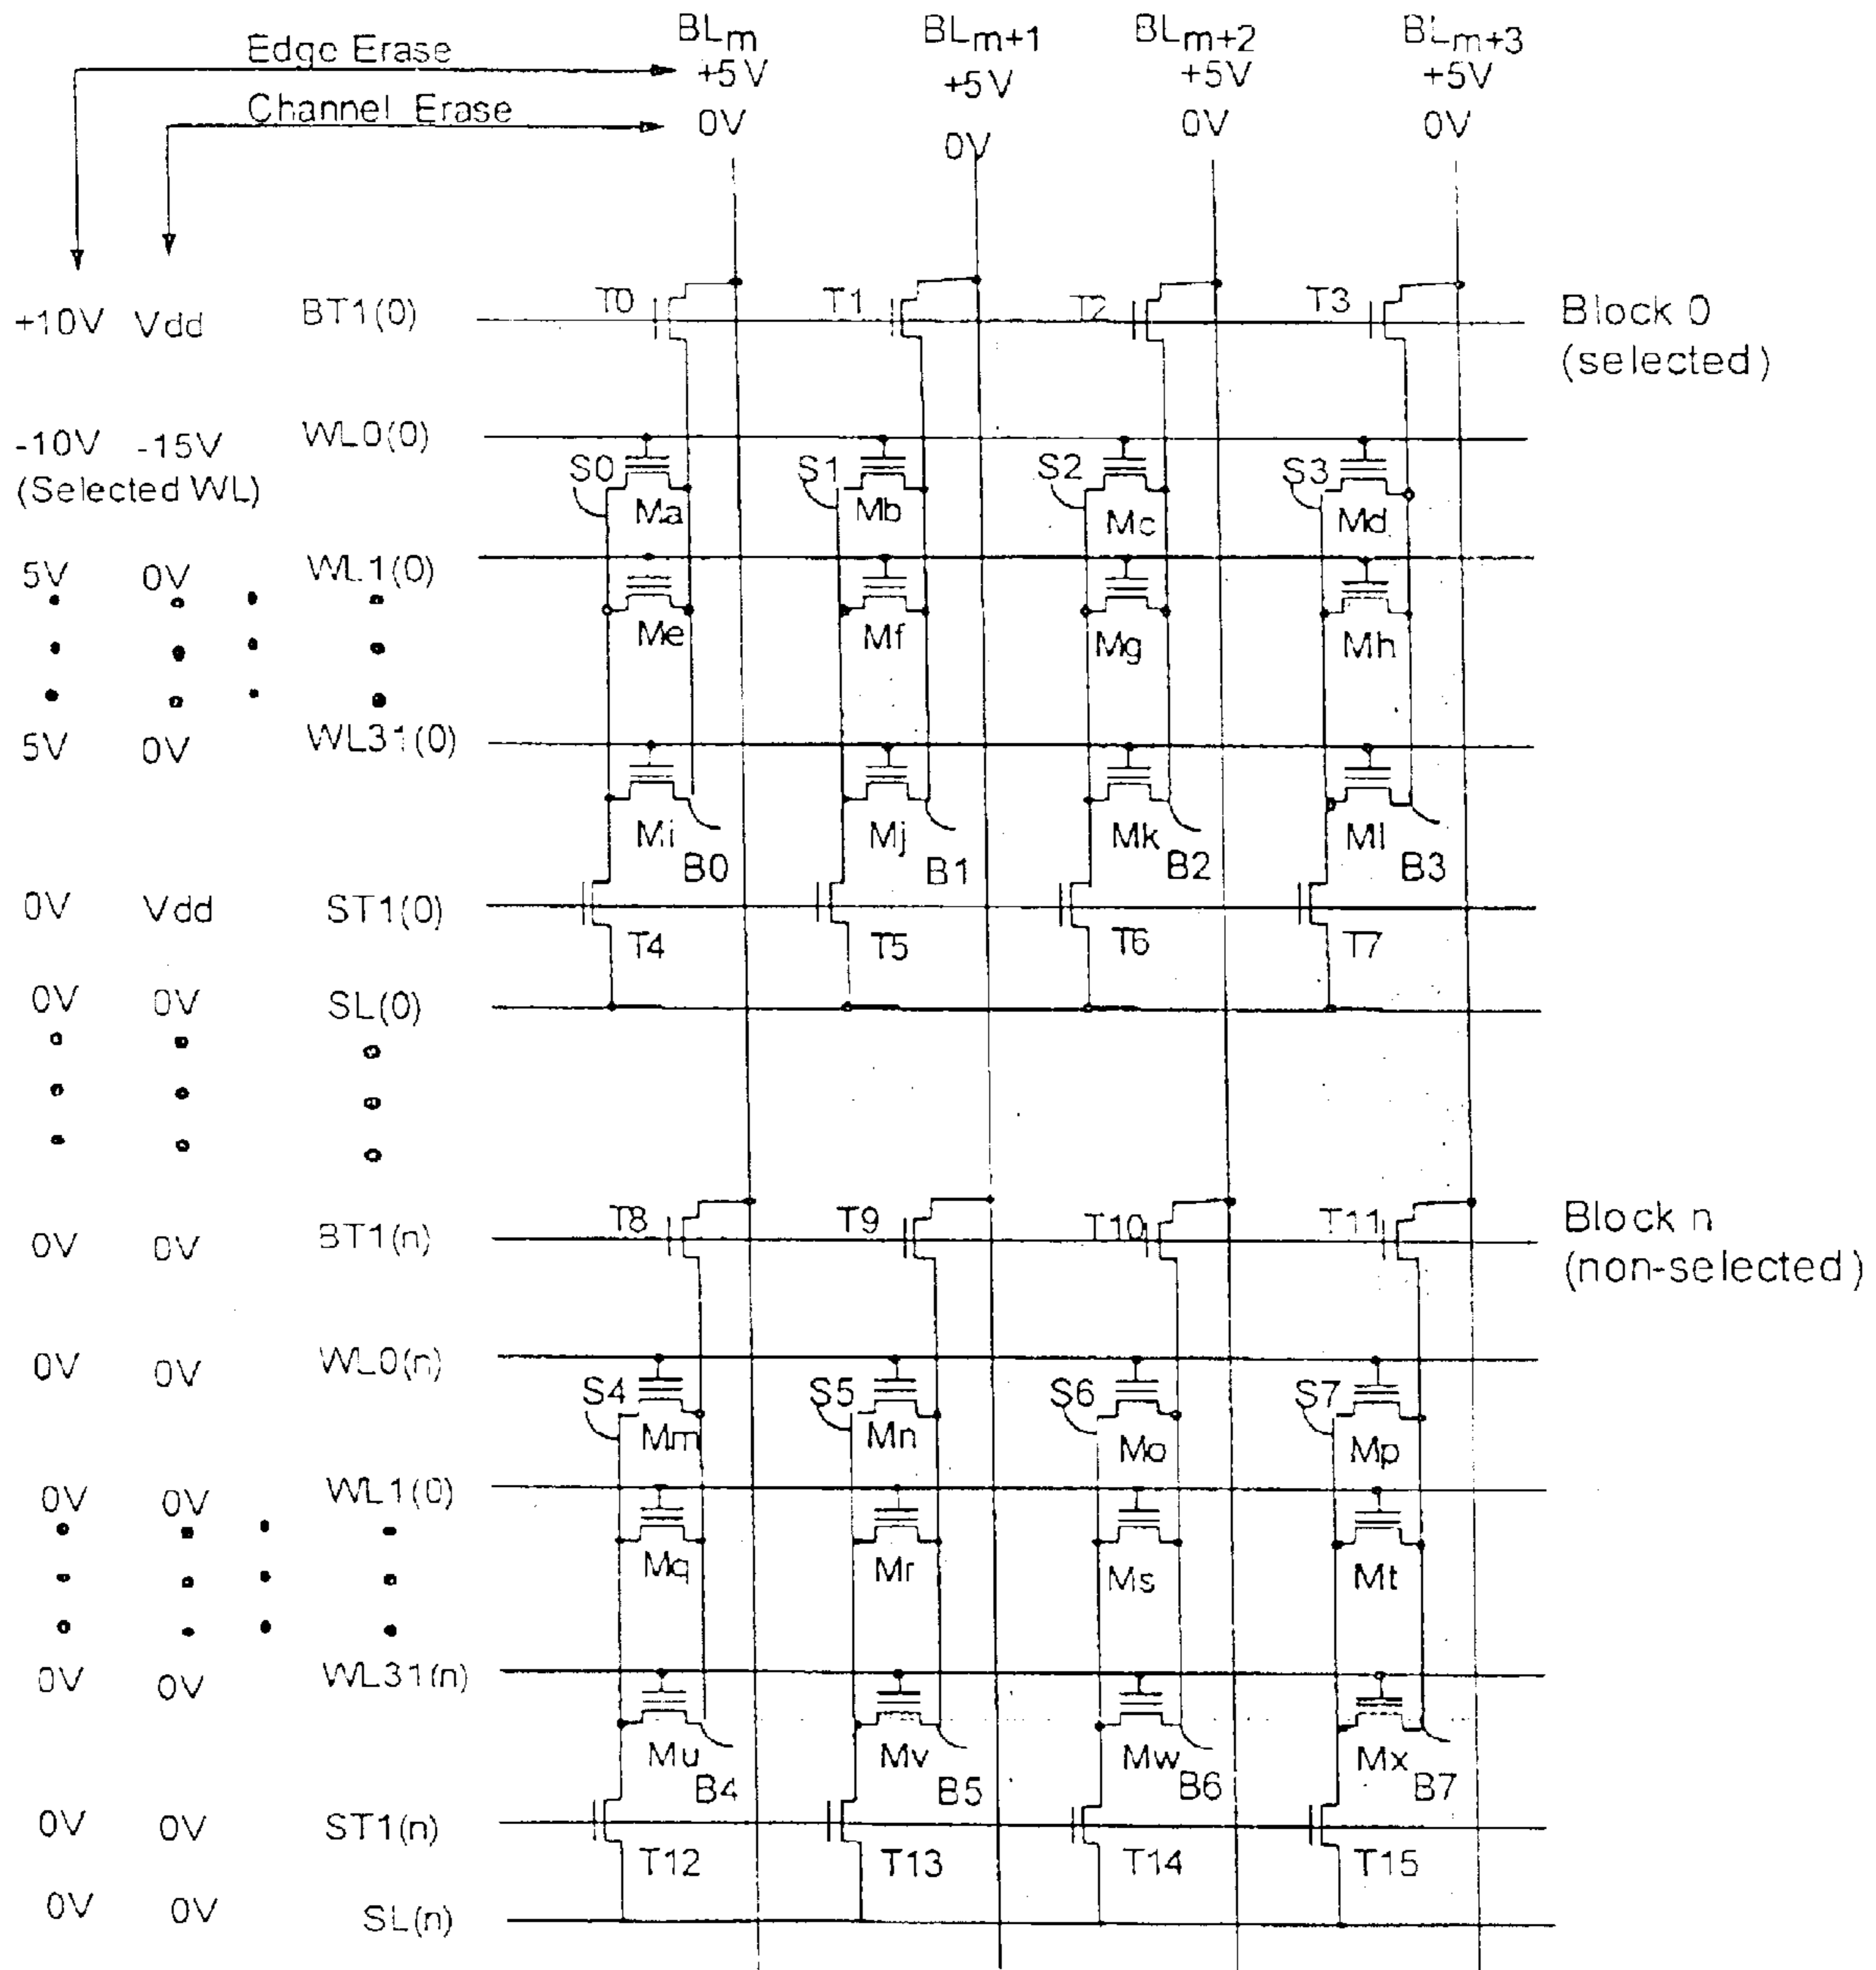 BLm BLm+1 BLm+2 BLm+3
Edge Erase +5V +5V +5V +5V
Channel Erase 0V 0V 0V 0V
+10V Vdd BT1(0) T0 T1 T2 T3 Block 0
(selected)
-10V -15V WL0(0)
(Selected WL) S0 S1 S2 S3
Ma Mb Mc Md
5V 0V WL1(0)
Me Mf Mg Mh
5V 0V WL31(0)
Mi Mj Mk Ml
B0 B1 B2 B3
0V Vdd ST1(0)
T4 T5 T6 T7
0V 0V SL(0)
0V 0V BT1(n) T8 T9 T10 T11 Block n
(non-selected)
0V 0V WL0(n)
S4 S5 S6 S7
Mm Mn Mo Mp
0V 0V WL1(0)
Mq Mr Ms Mt
0V 0V WL31(n)
Mu Mv Mw Mx
B4 B5 B6 B7
0V 0V ST1(n)
T12 T13 T14 T15
0V 0V SL(n)